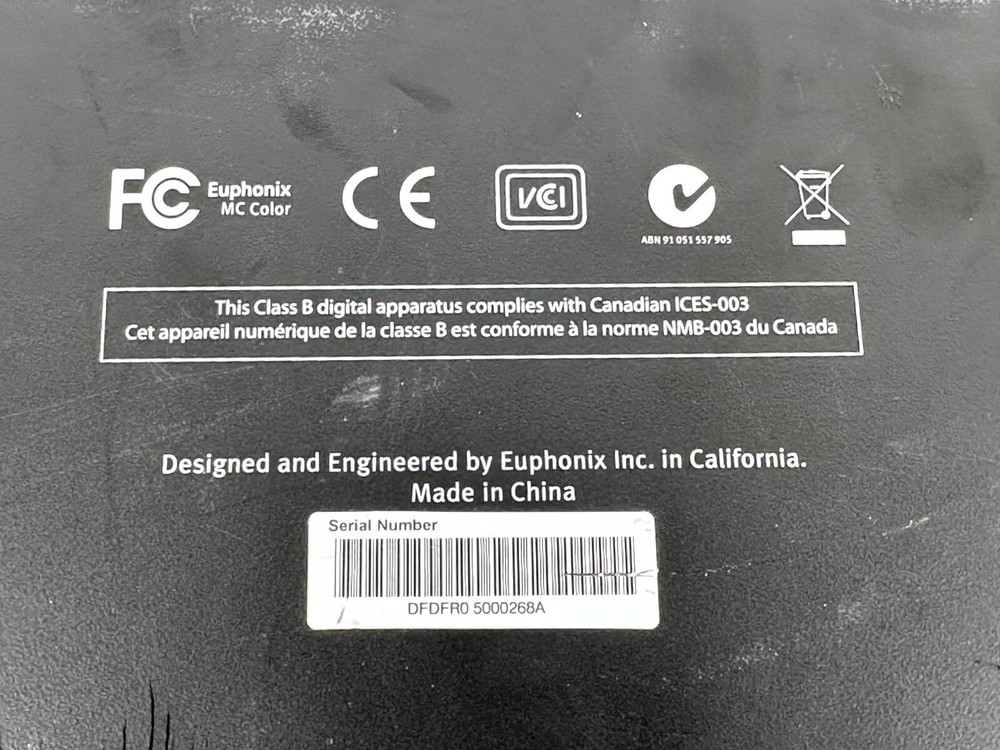 FC Euphonix
MC Color
CE
VCI
ABN 91 051 557 905
This Class B digital apparatus complies with Canadian ICES-003
Cet appareil numérique de la classe B est conforme à la norme NMB-003 du Canada
Designed and Engineered by Euphonix Inc. in California.
Made in China
Serial Number
DFDFR0 5000268A